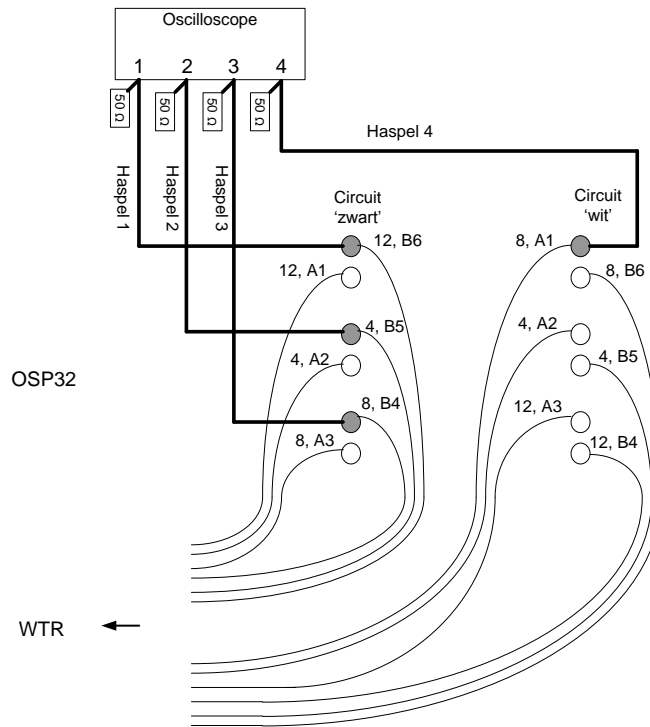 Oscilloscope
1 2 3 4
50 Ω
50 Ω
50 Ω
50 Ω
Haspel 1
Haspel 2
Haspel 3
Haspel 4
Circuit
'zwart'
Circuit
'wit'
12, B6
12, A1
4, B5
4, A2
8, B4
8, A3
8, A1
8, B6
4, A2
4, B5
12, A3
12, B4
OSP32
WTR